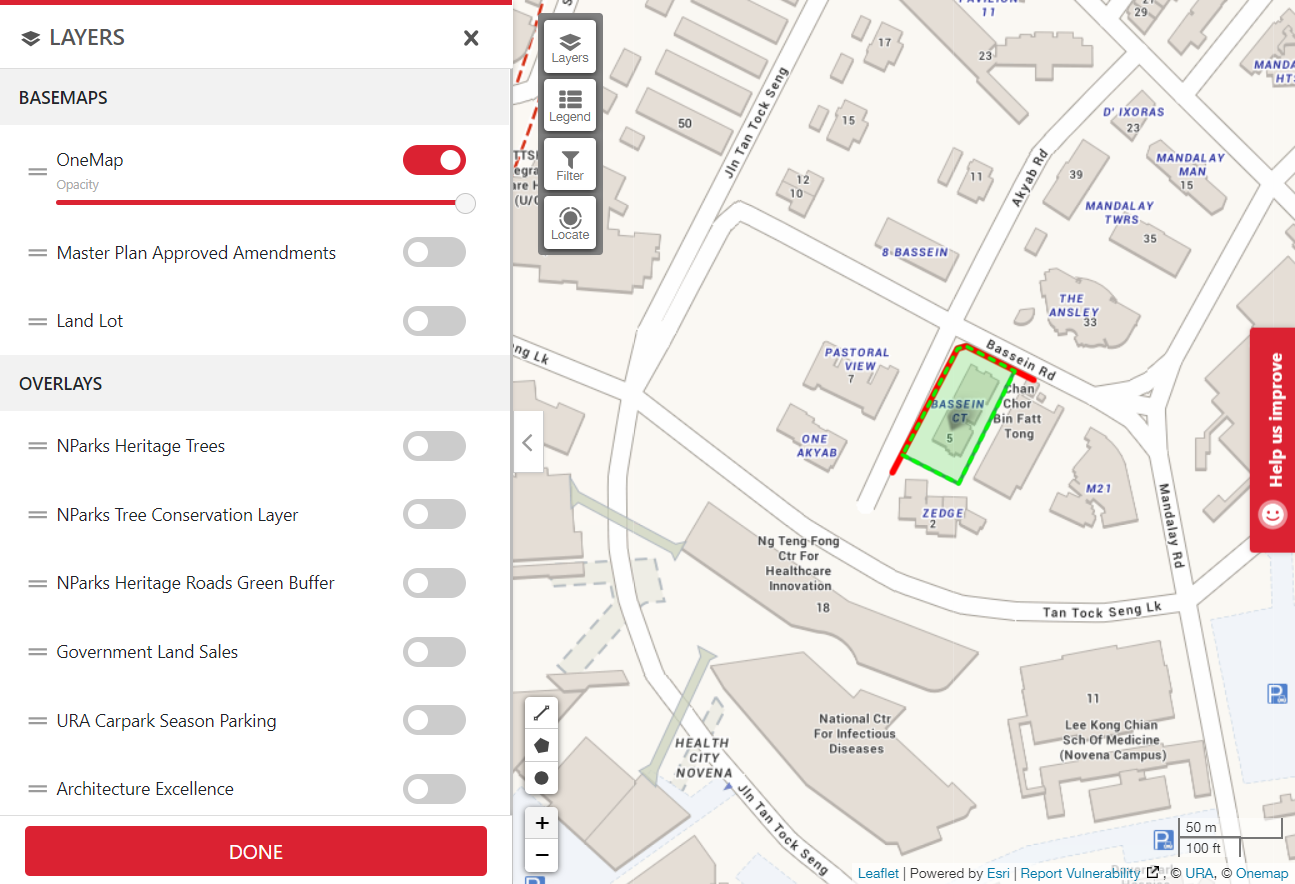 LAYERS
BASEMAPS
OneMap
Opacity
Master Plan Approved Amendments
Land Lot
OVERLAYS
NParks Heritage Trees
NParks Tree Conservation Layer
NParks Heritage Roads Green Buffer
Government Land Sales
URA Carpark Season Parking
Architecture Excellence
DONE
Layers
Legend
Filter
Locate
11
29
17
23
50
15
Jln Tan Tock Seng
12
10
11
Akyab Rd
D' IXORAS
23
39
MANDALAY
MAN
15
MANDALAY
TWRS
35
8 BASSEIN
THE
ANSLEY
33
Bassein Rd
PASTORAL
VIEW
7
BASSEIN
CT
5
Chan
Chor
Bin Fatt
Tong
ONE
AKYAB
ZEDGE
2
M21
Mandalay Rd
Ng Teng Fong
Ctr For
Healthcare
Innovation
18
Tan Tock Seng Lk
HEALTH
CITY
NOVENA
National Ctr
For Infectious
Diseases
11
Lee Kong Chian
Sch Of Medicine
(Novena Campus)
Jln Tan Tock Seng
Help us improve
+
−
50 m
100 ft
Leaflet | Powered by Esri | Report Vulnerability , © URA, © Onemap